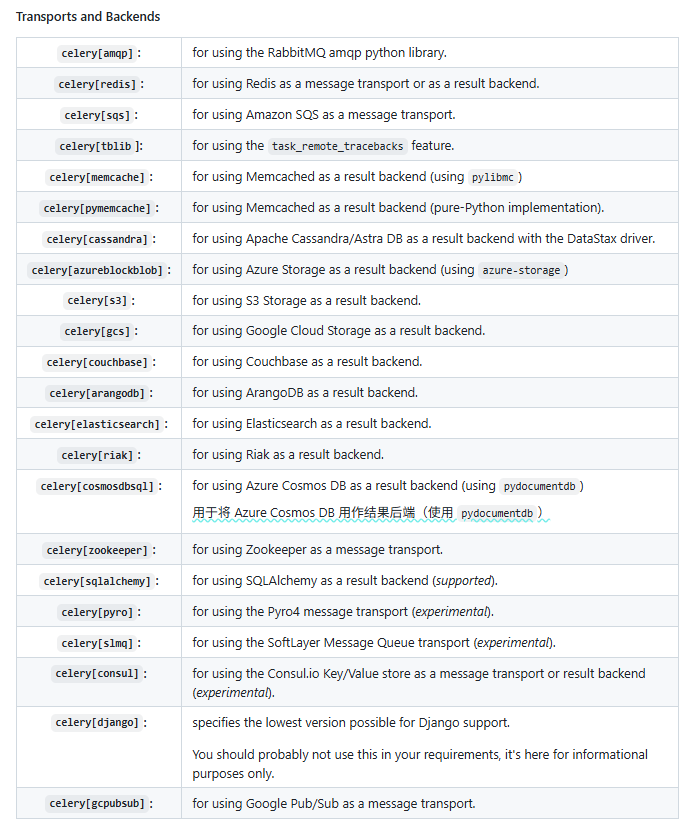 Transports and Backends
celery[amqp]: for using the RabbitMQ amqp python library.
celery[redis]: for using Redis as a message transport or as a result backend.
celery[sqs]: for using Amazon SQS as a message transport.
celery[tblib]: for using the task_remote_tracebacks feature.
celery[memcache]: for using Memcached as a result backend (using pylibmc)
celery[pymemcache]: for using Memcached as a result backend (pure-Python implementation).
celery[cassandra]: for using Apache Cassandra/Astra DB as a result backend with the DataStax driver.
celery[azureblockblob]: for using Azure Storage as a result backend (using azure-storage)
celery[s3]: for using S3 Storage as a result backend.
celery[gcs]: for using Google Cloud Storage as a result backend.
celery[couchbase]: for using Couchbase as a result backend.
celery[arangodb]: for using ArangoDB as a result backend.
celery[elasticsearch]: for using Elasticsearch as a result backend.
celery[riak]: for using Riak as a result backend.
celery[cosmosdbsql]: for using Azure Cosmos DB as a result backend (using pydocumentdb)
用于将 Azure Cosmos DB 用作结果后端（使用 pydocumentdb）
celery[zookeeper]: for using Zookeeper as a message transport.
celery[sqlalchemy]: for using SQLAlchemy as a result backend (supported).
celery[pyro]: for using the Pyro4 message transport (experimental).
celery[slmq]: for using the SoftLayer Message Queue transport (experimental).
celery[consul]: for using the Consul.io Key/Value store as a message transport or result backend
(experimental).
celery[django]: specifies the lowest version possible for Django support.
You should probably not use this in your requirements, it's here for informational
purposes only.
celery[gcpubsub]: for using Google Pub/Sub as a message transport.